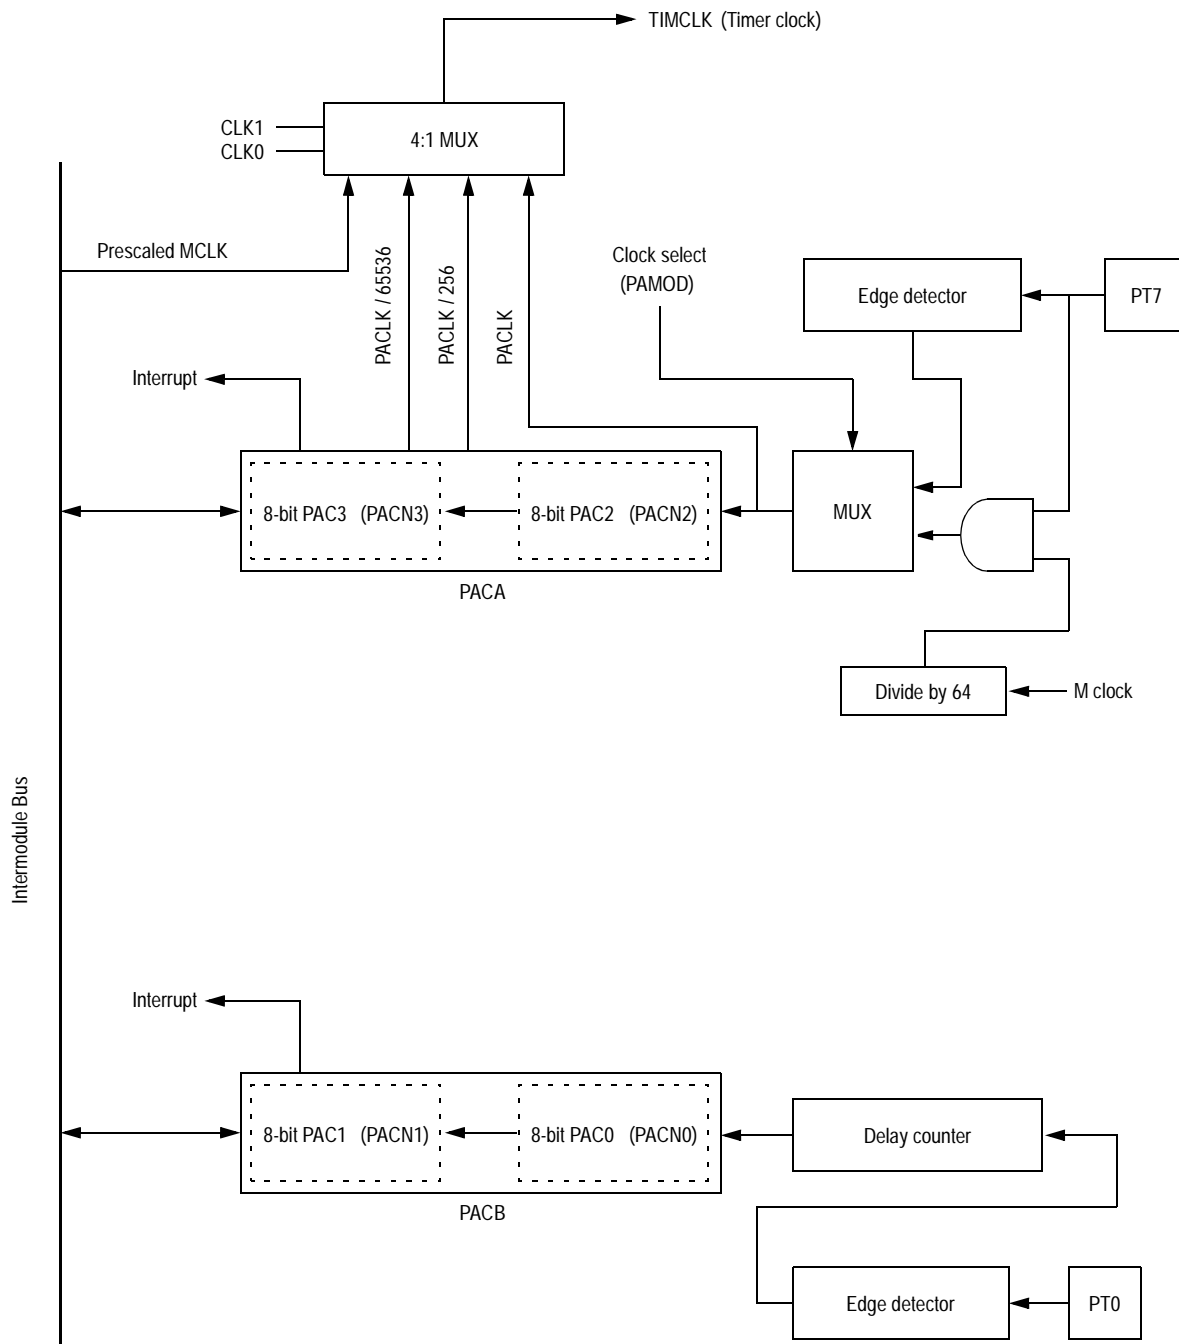 TIMCLK (Timer clock)
CLK1
CLK0
4:1 MUX
Prescaled MCLK
PACLK / 65536
PACLK / 256
PACLK
Clock select
(PAMOD)
Edge detector
PT7
Interrupt
8-bit PAC3 (PACN3)
8-bit PAC2 (PACN2)
MUX
PACA
Divide by 64
M clock
Intermodule Bus
Interrupt
8-bit PAC1 (PACN1)
8-bit PAC0 (PACN0)
Delay counter
PACB
Edge detector
PT0